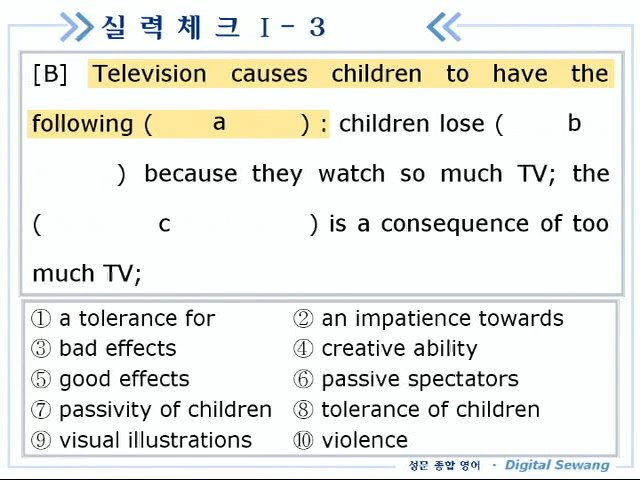 실력체크 I - 3
[B] Television causes children to have the
following ( a ) : children lose ( b
) because they watch so much TV; the
( c ) is a consequence of too
much TV;
① a tolerance for ② an impatience towards
③ bad effects ④ creative ability
⑤ good effects ⑥ passive spectators
⑦ passivity of children ⑧ tolerance of children
⑨ visual illustrations ⑩ violence
성문 종합 영어 · Digital Sewang